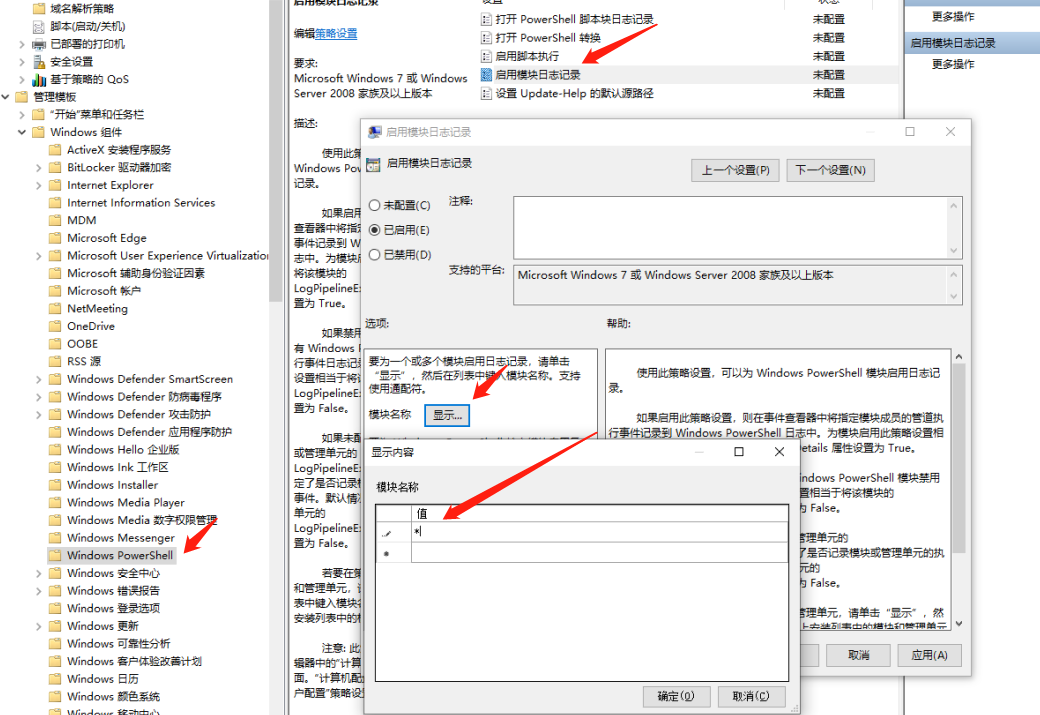 域名解析策略
脚本(启动/关机)
已部署的打印机
安全设置
基于策略的 QoS
管理模板
"开始"菜单和任务栏
Windows 组件
ActiveX 安装程序服务
BitLocker 驱动器加密
Internet Explorer
Internet Information Services
MDM
Microsoft Edge
Microsoft User Experience Virtualization
Microsoft 辅助身份验证因素
Microsoft 帐户
NetMeeting
OneDrive
OOBE
RSS 源
Windows Defender SmartScreen
Windows Defender 防病毒程序
Windows Defender 攻击防护
Windows Defender 应用程序防护
Windows Hello 企业版
Windows Ink 工作区
Windows Installer
Windows Media Player
Windows Media 数字权限管理
Windows Messenger
Windows PowerShell
Windows 安全中心
Windows 错误报告
Windows 登录选项
Windows 更新
Windows 可靠性分析
Windows 客户体验改善计划
Windows 日历
Windows 颜色系统
Windows 移动中心
启用模块日志记录
编辑策略设置
要求:
Microsoft Windows 7 或 Windows
Server 2008 家族及以上版本
描述:
使用此策
Windows Pow
记录。
如果启用
查看器中将指定
事件记录到 W
志中。为模块启
将该模块的
LogPipelineEx
置为 True。
如果禁用
有 Windows P
行事件日志记录
设置相当于将该
LogPipelineEx
置为 False。
如果未配
或管理单元的
LogPipelineEx
定了是否记录模
事件。默认情况
单元的
LogPipelineEx
置为 False。
若要在策
和管理单元，请
表中键入模块名
安装列表中的模
注意: 此
辑器中的"计算
面。"计算机配
户配置"策略设
设置
状态
打开 PowerShell 脚本块日志记录 未配置
打开 PowerShell 转换 未配置
启用脚本执行 未配置
启用模块日志记录 未配置
设置 Update-Help 的默认源路径 未配置
更多操作
启用模块日志记录
更多操作
启用模块日志记录
启用模块日志记录
上一个设置(P)
下一个设置(N)
未配置(C)
已启用(E)
已禁用(D)
注释:
支持的平台:
Microsoft Windows 7 或 Windows Server 2008 家族及以上版本
选项:
帮助:
要为一个或多个模块启用日志记录，请单击
"显示"，然后在列表中键入模块名称。支持
使用通配符。
模块名称
显示...
使用此策略设置，可以为 Windows PowerShell 模块启用日志记
录。
如果启用此策略设置，则在事件查看器中将指定模块成员的管道执
行事件记录到 Windows PowerShell 日志中。为模块启用此策略设置相
etails 属性设置为 True。
indows PowerShell 模块禁用
置相当于将该模块的
为 False。
管理单元的
了是否记录模块或管理单元的执
元的
为 False。
管理单元，请单击"显示"，然
上安装列表中的模块和管理单元
取消
应用(A)
显示内容
模块名称
值
*
确定(O)
取消(C)